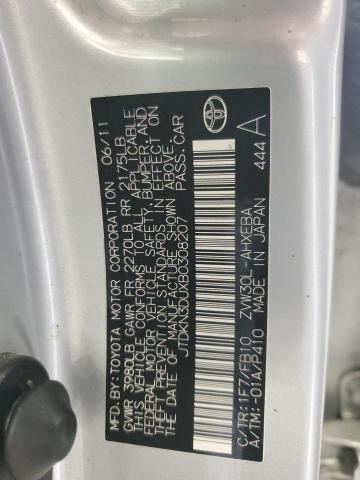 MFD.BY: TOYOTA MOTOR CORPORATION 06/11
GVWR 3980LB GAWR FR 2270LB RR 2175LB
THIS VEHICLE CONFORMS TO ALL APPLICABLE
FEDERAL MOTOR VEHICLE SAFETY, BUMPER, AND
THEFT PREVENTION STANDARDS IN EFFECT ON
THE DATE OF MANUFACTURE SHOWN ABOVE.
JTDKN3DUXB0308207 PASS.CAR
TOYOTA
C/TR:1F7/FB10 ZVW30L-AHXEBA
A/TM:-01A/P410 MADE IN JAPAN 444 A